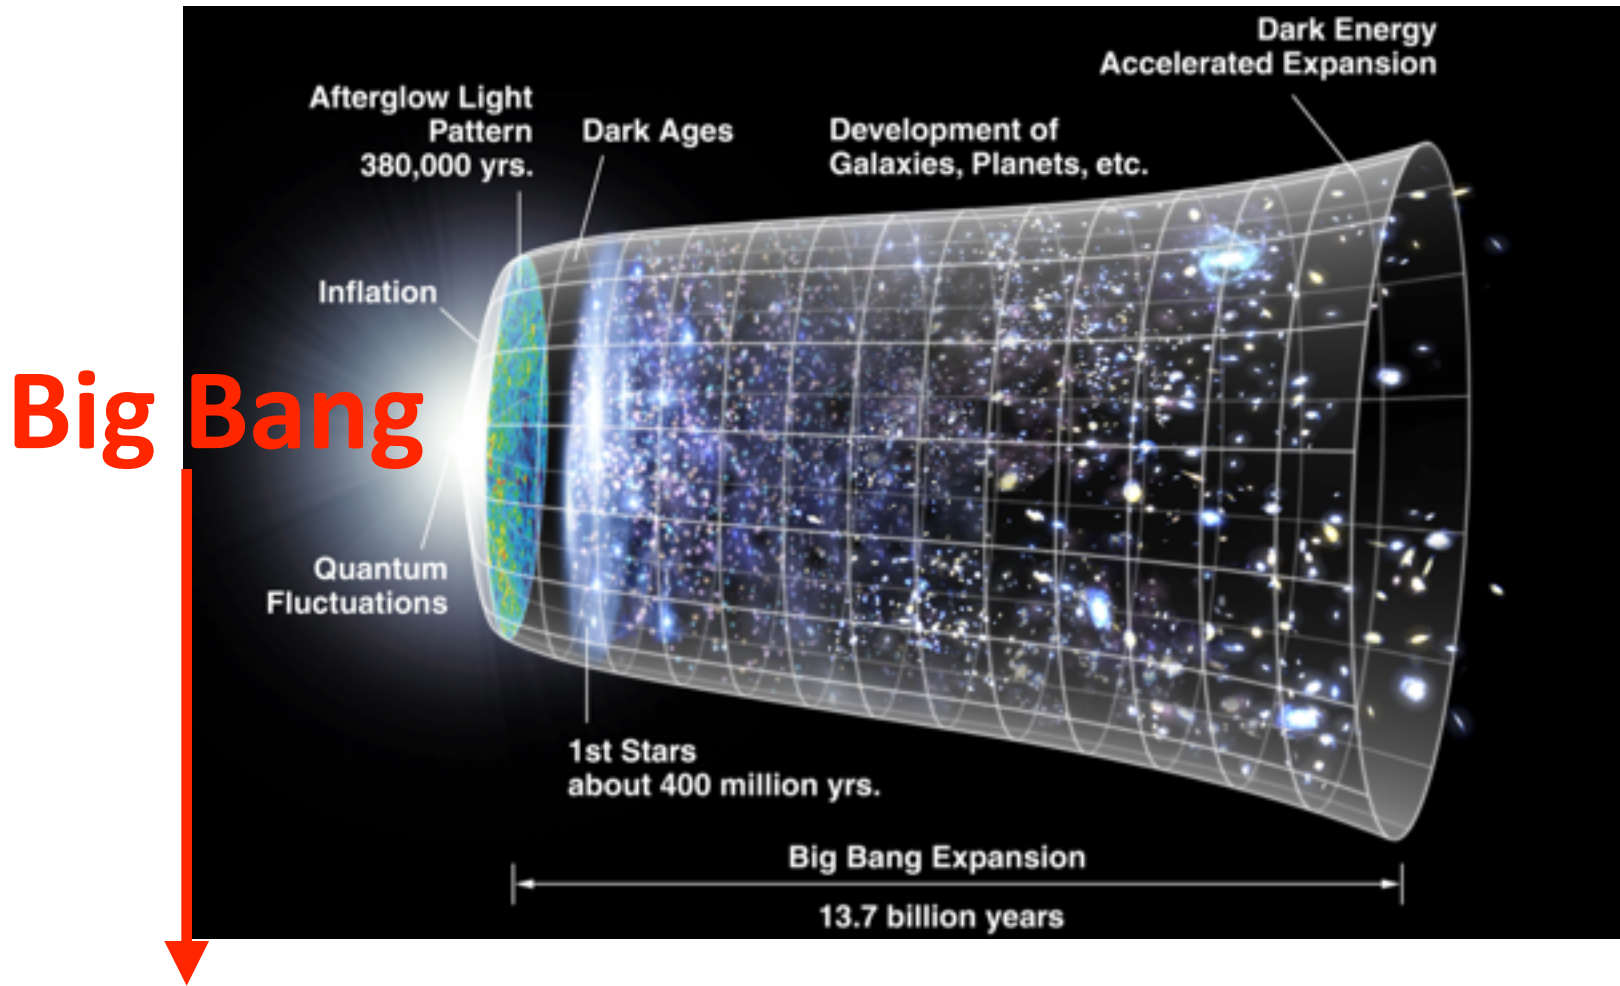 Dark Energy
Accelerated Expansion
Afterglow Light
Pattern
380,000 yrs.
Dark Ages
Development of
Galaxies, Planets, etc.
Inflation
Big Bang
Quantum
Fluctuations
1st Stars
about 400 million yrs.
Big Bang Expansion
13.7 billion years